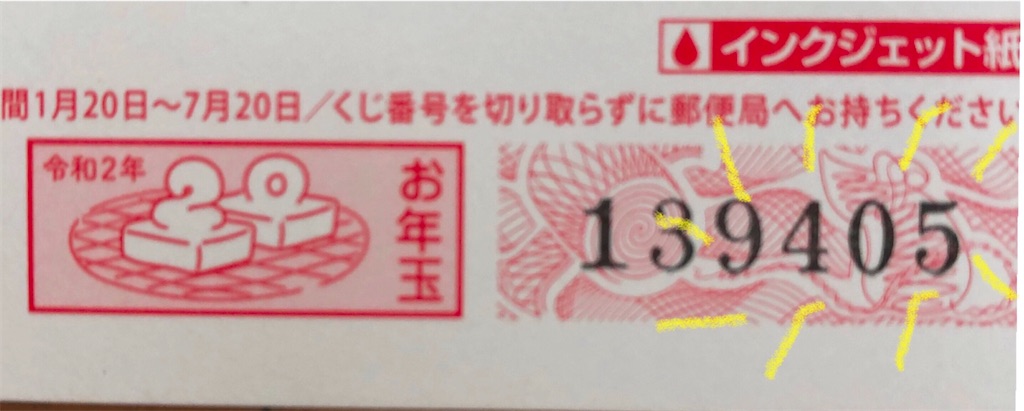 インクジェット紙
間1月20日～7月20日／くじ番号を切り取らずに郵便局へお持ちください
令和2年
20
お年玉
139405